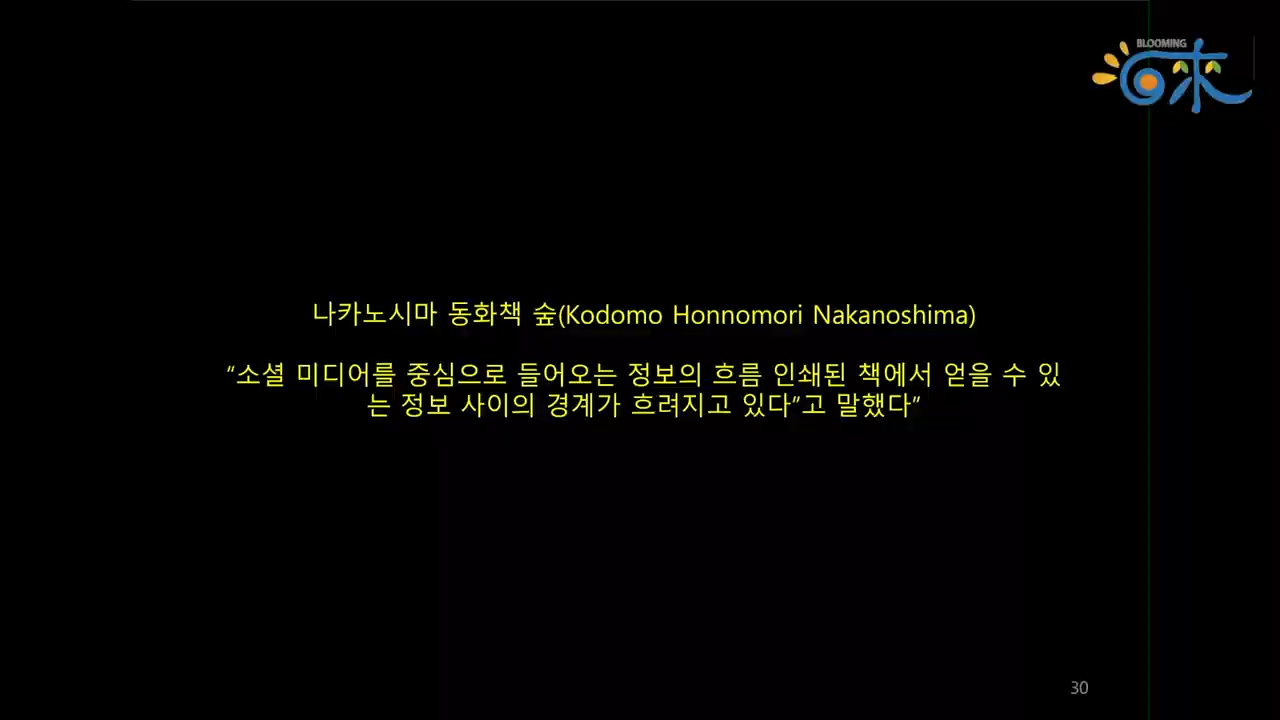 BLOOMING
나카노시마 동화책 숲(Kodomo Honnomori Nakanoshima)
“소셜 미디어를 중심으로 들어오는 정보의 흐름 인쇄된 책에서 얻을 수 있
는 정보 사이의 경계가 흐려지고 있다”고 말했다”
30